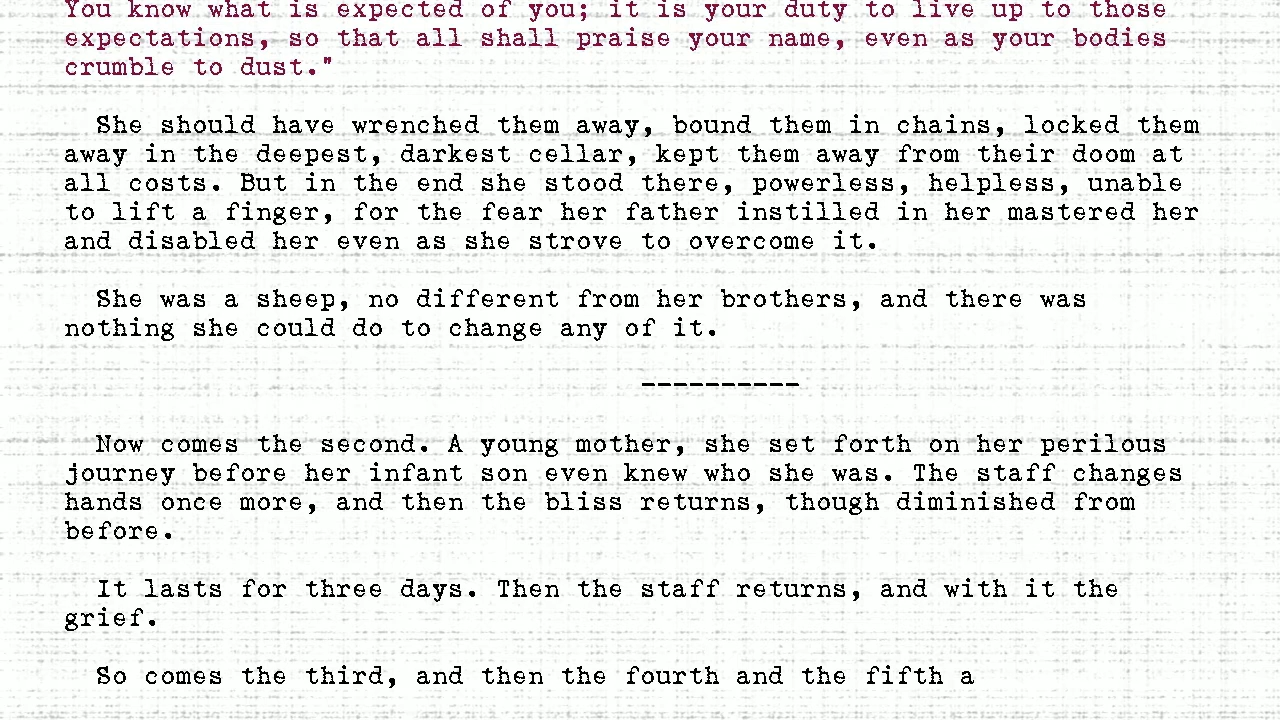 You know what is expected of you; it is your duty to live up to those
expectations, so that all shall praise your name, even as your bodies
crumble to dust."
She should have wrenched them away, bound them in chains, locked them
away in the deepest, darkest cellar, kept them away from their doom at
all costs. But in the end she stood there, powerless, helpless, unable
to lift a finger, for the fear her father instilled in her mastered her
and disabled her even as she strove to overcome it.
She was a sheep, no different from her brothers, and there was
nothing she could do to change any of it.
----------
Now comes the second. A young mother, she set forth on her perilous
journey before her infant son even knew who she was. The staff changes
hands once more, and then the bliss returns, though diminished from
before.
It lasts for three days. Then the staff returns, and with it the
grief.
So comes the third, and then the fourth and the fifth a